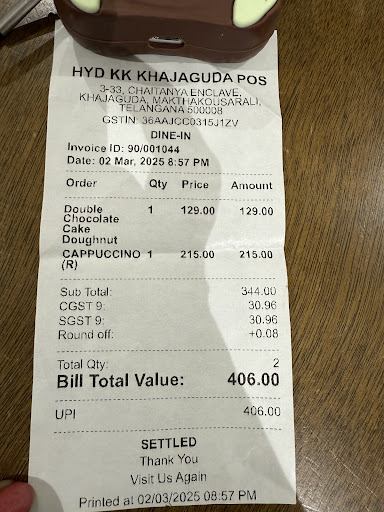 HYD KK KHAJAGUDA POS
3-33, CHAITANYA ENCLAVE,
KHAJAGUDA, MAKTHAKOUSARALI,
TELANGANA 500008
GSTIN: 36AAJCC0315J1ZV
DINE-IN
Invoice ID: 90/001044
Date: 02 Mar, 2025 8:57 PM
Order Qty Price Amount
Double 1 129.00 129.00
Chocolate
Cake
Doughnut
CAPPUCCINO 1 215.00 215.00
(R)
Sub Total: 344.00
CGST 9: 30.96
SGST 9: 30.96
Round off: +0.08
Total Qty: 2
Bill Total Value: 406.00
UPI 406.00
SETTLED
Thank You
Visit Us Again
Printed at 02/03/2025 08:57 PM